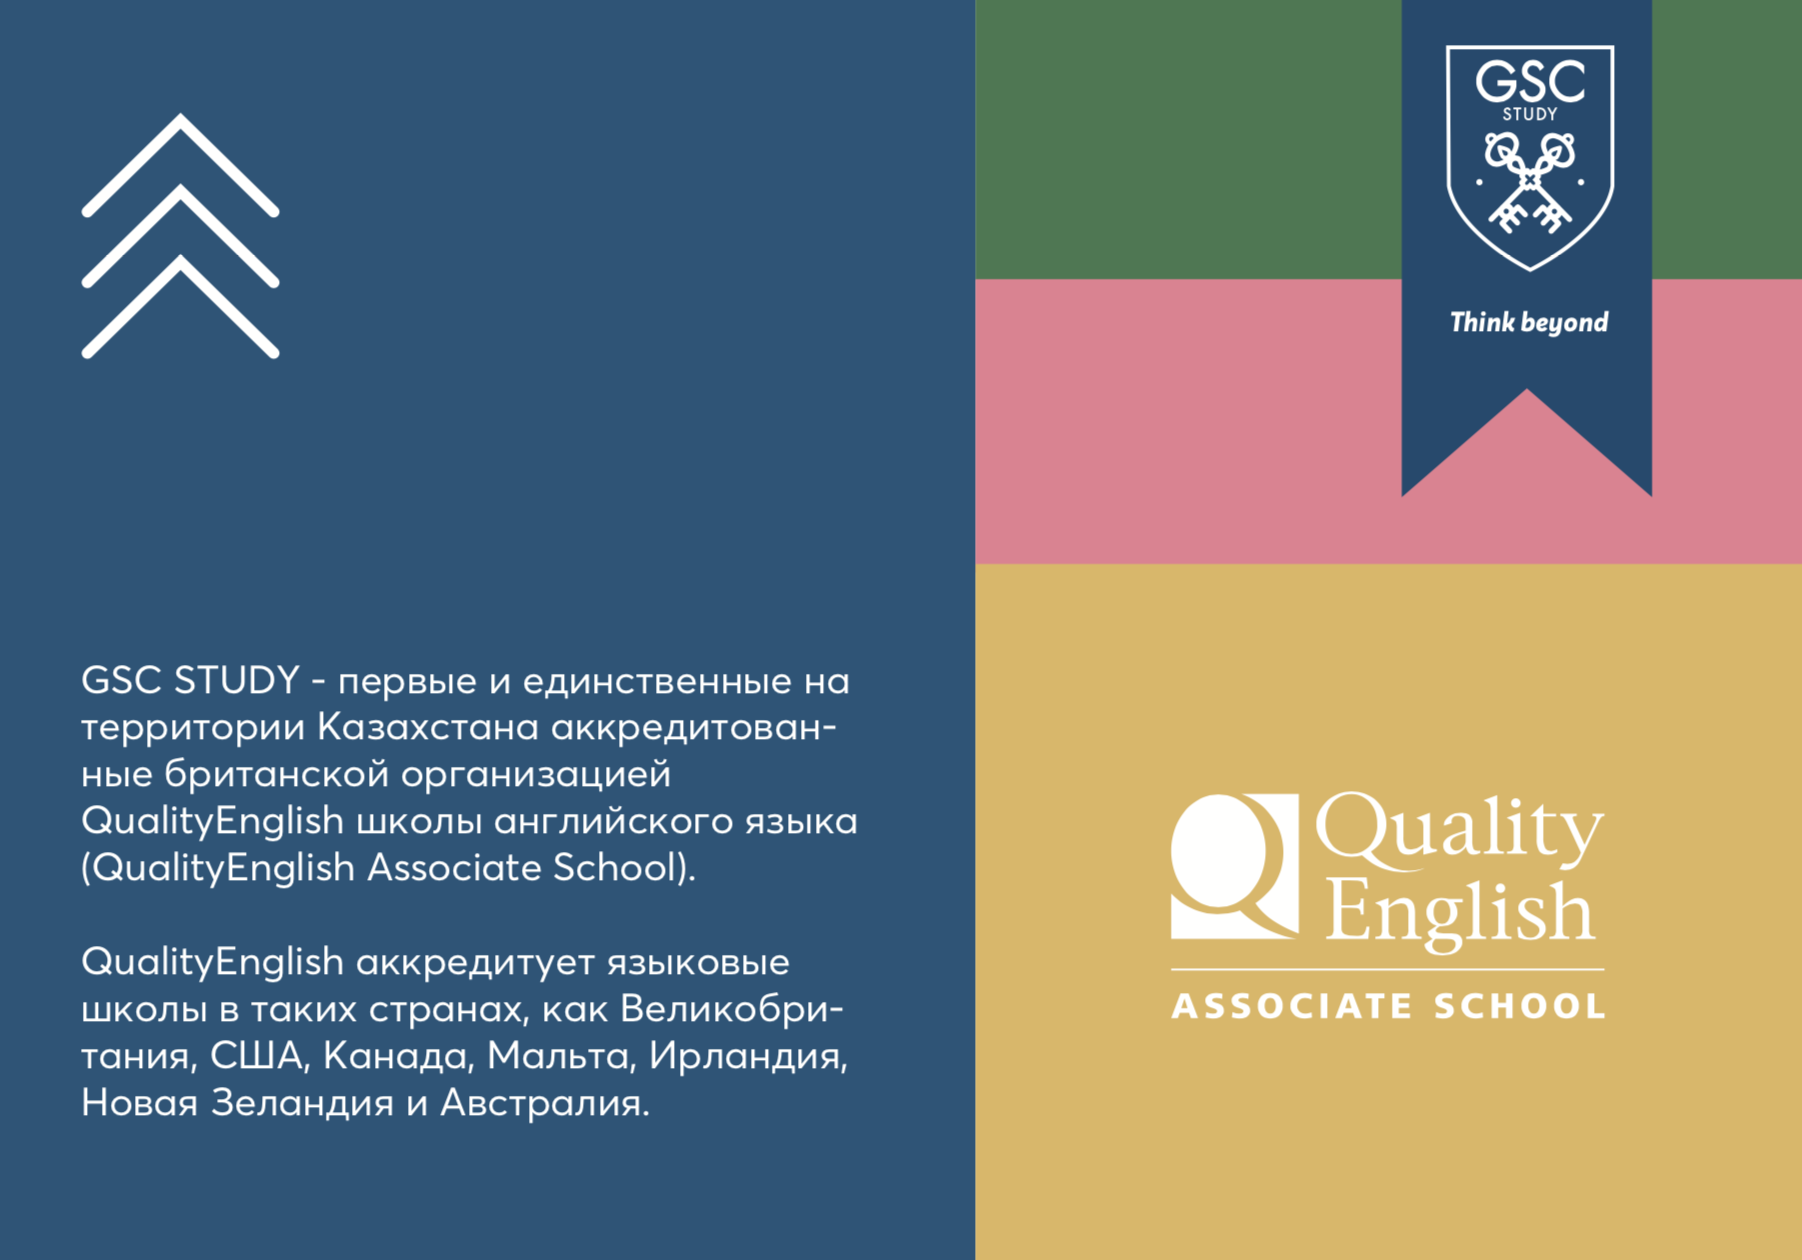 GSC STUDY - первые и единственные на
территории Казахстана аккредитован-
ные британской организацией
QualityEnglish школы английского языка
(QualityEnglish Associate School).
QualityEnglish аккредитует языковые
школы в таких странах, как Великобри-
тания, США, Канада, Мальта, Ирландия,
Новая Зеландия и Австралия.
GSC
STUDY
Think beyond
Quality
English
ASSOCIATE SCHOOL